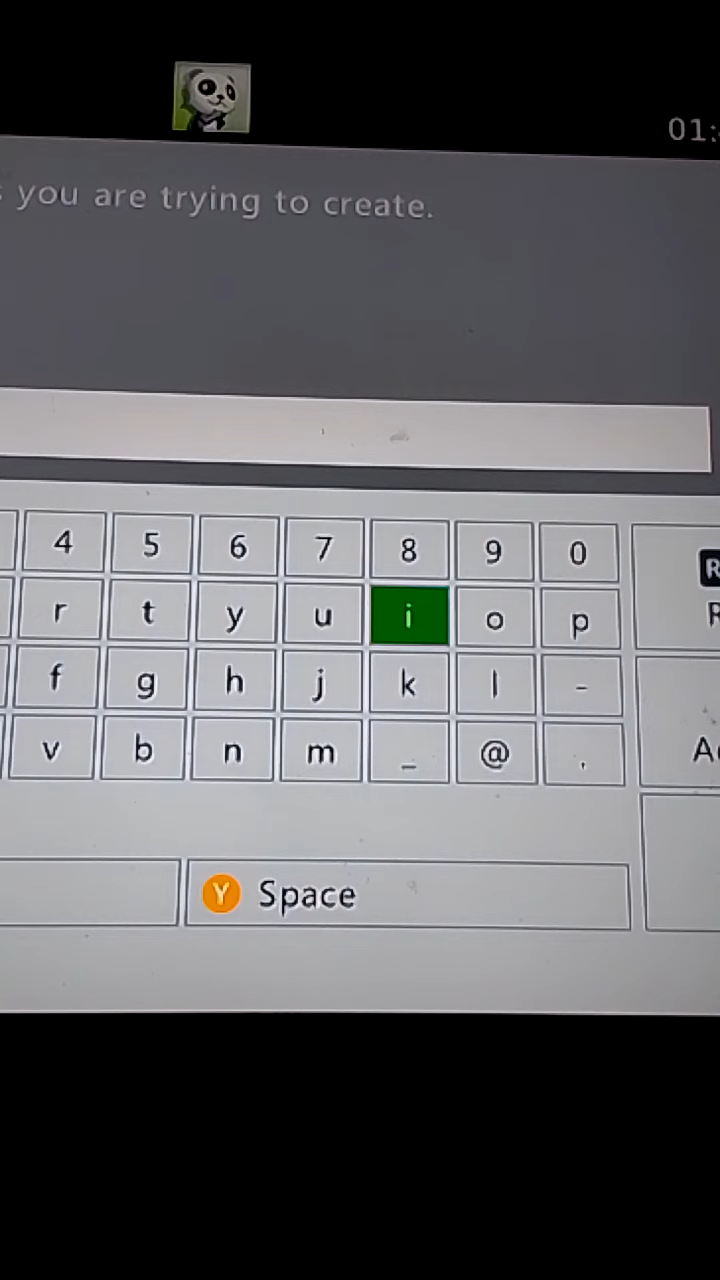 01:
you are trying to create.
4 5 6 7 8 9 0
r t y u i o p
f g h j k l -
v b n m _ @ .
Y Space